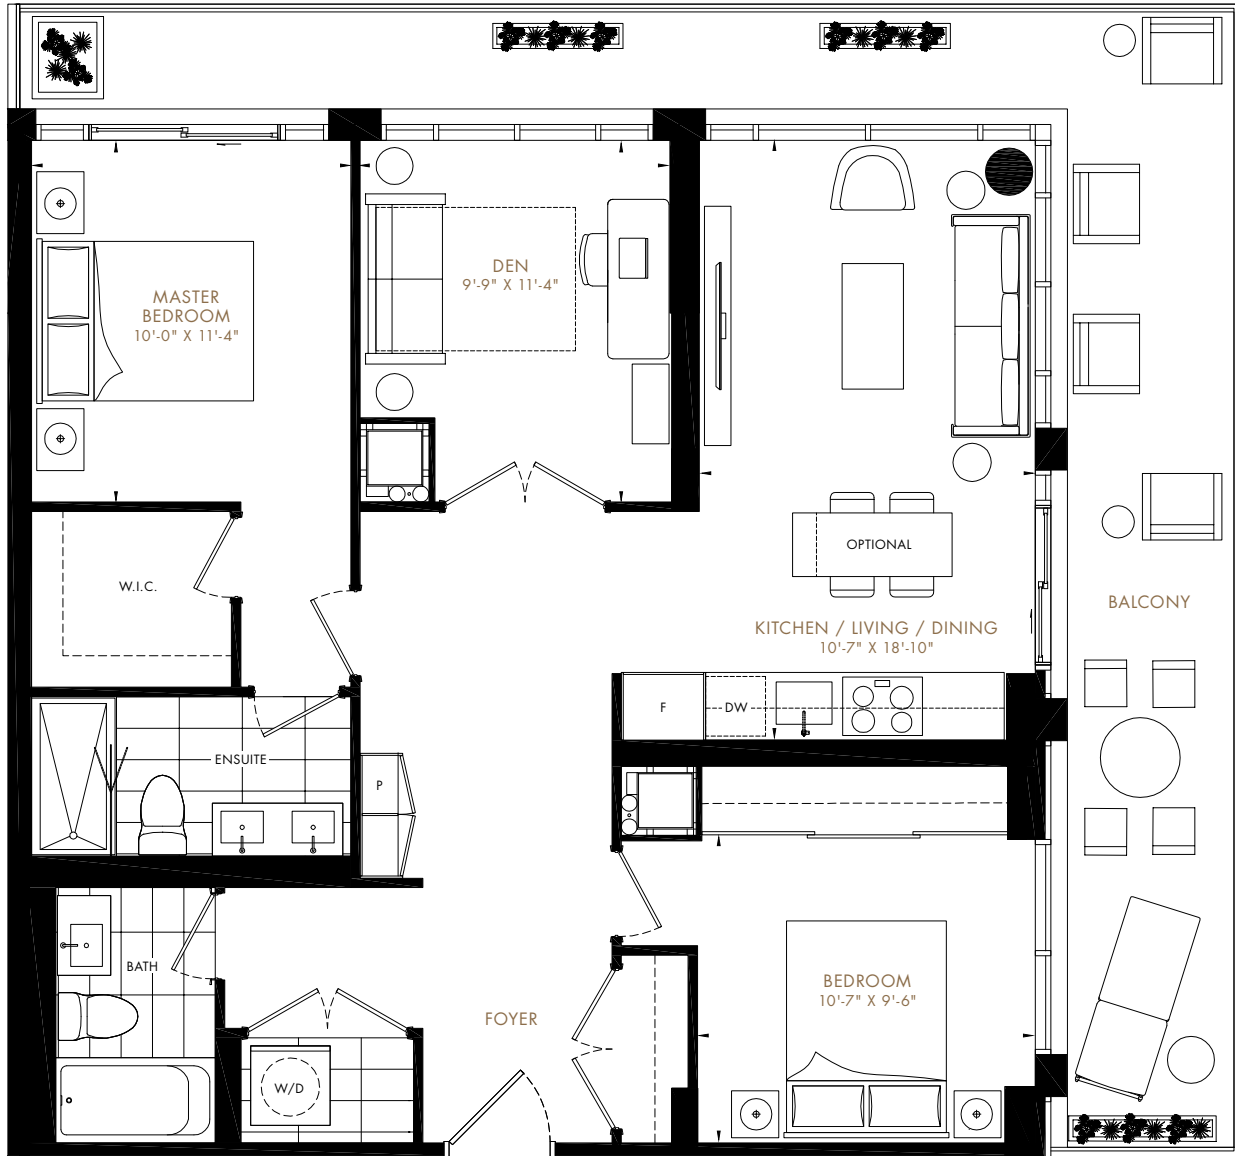 MASTER
BEDROOM
10'-0" X 11'-4"
DEN
9'-9" X 11'-4"
OPTIONAL
W.I.C.
BALCONY
KITCHEN / LIVING / DINING
10'-7" X 18'-10"
F
DW
ENSUITE
P
BATH
BEDROOM
10'-7" X 9'-6"
FOYER
W/D